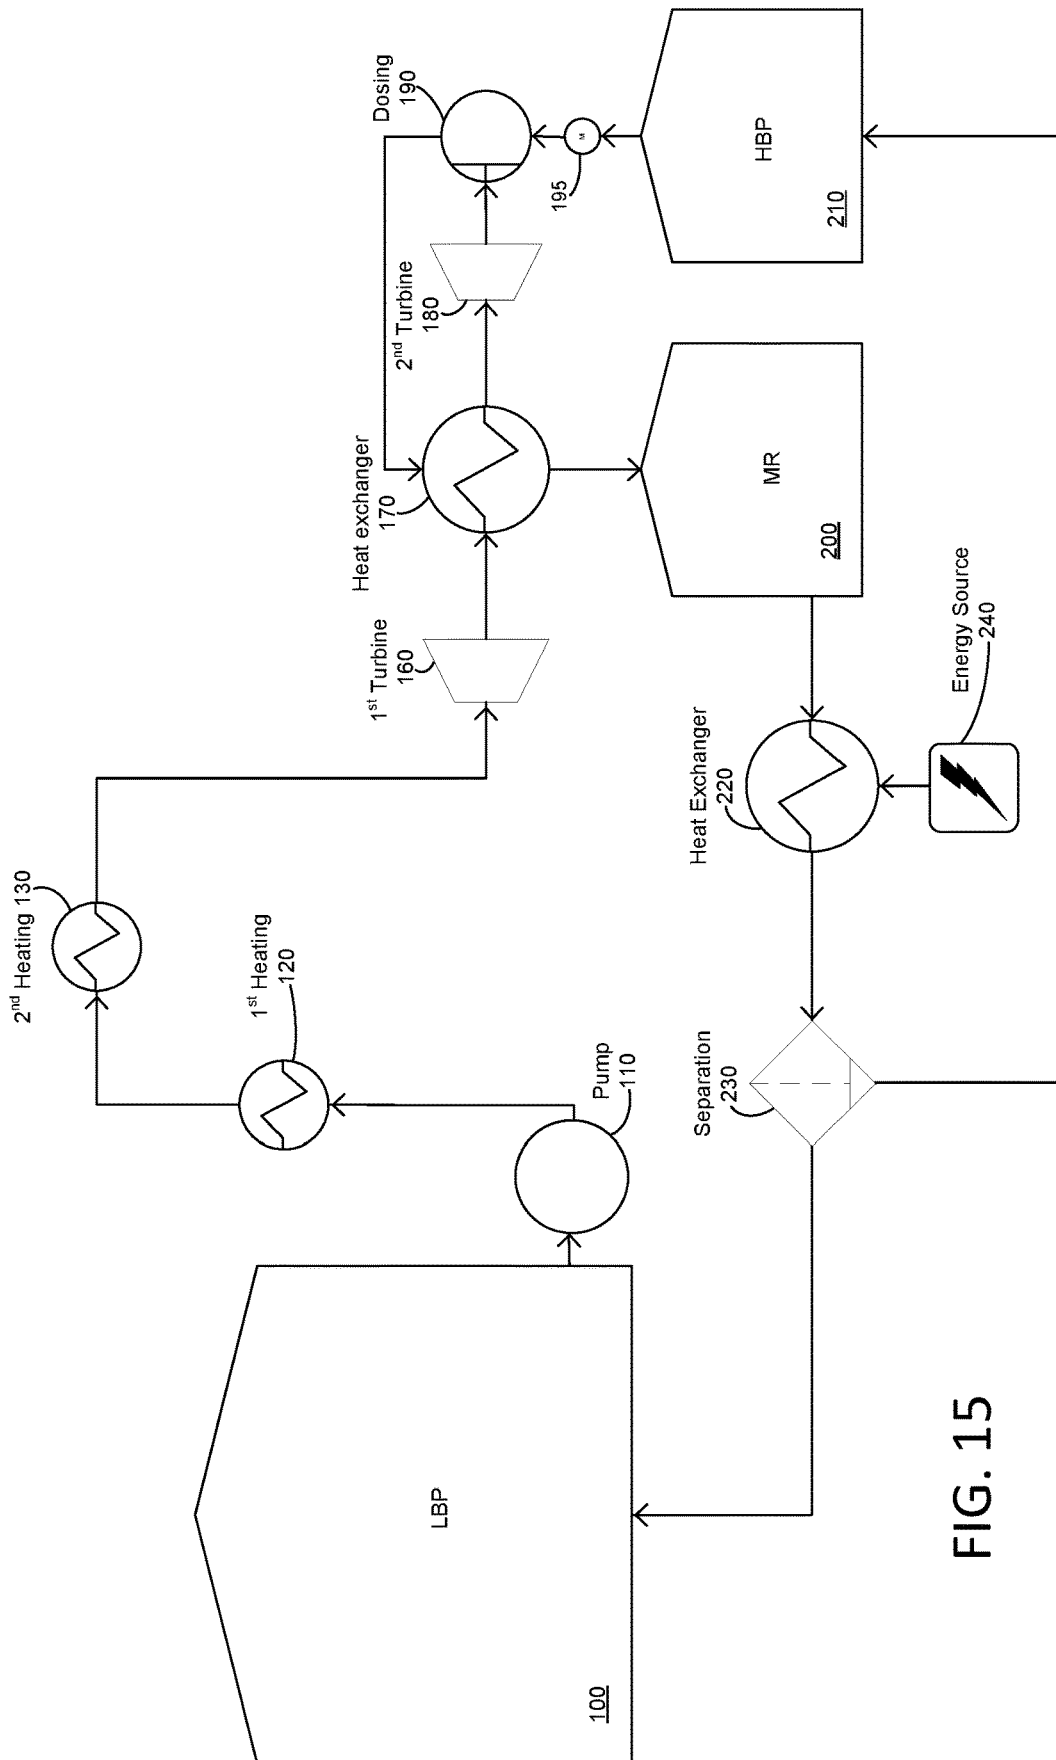 2nd Heating 130
1st Heating
120
Pump
110
LBP
100
1st Turbine
160
Heat exchanger
170
2nd Turbine
180
Dosing
190
195
M
HBP
210
MR
200
Heat Exchanger
220
Energy Source
240
Separation
230
FIG. 15